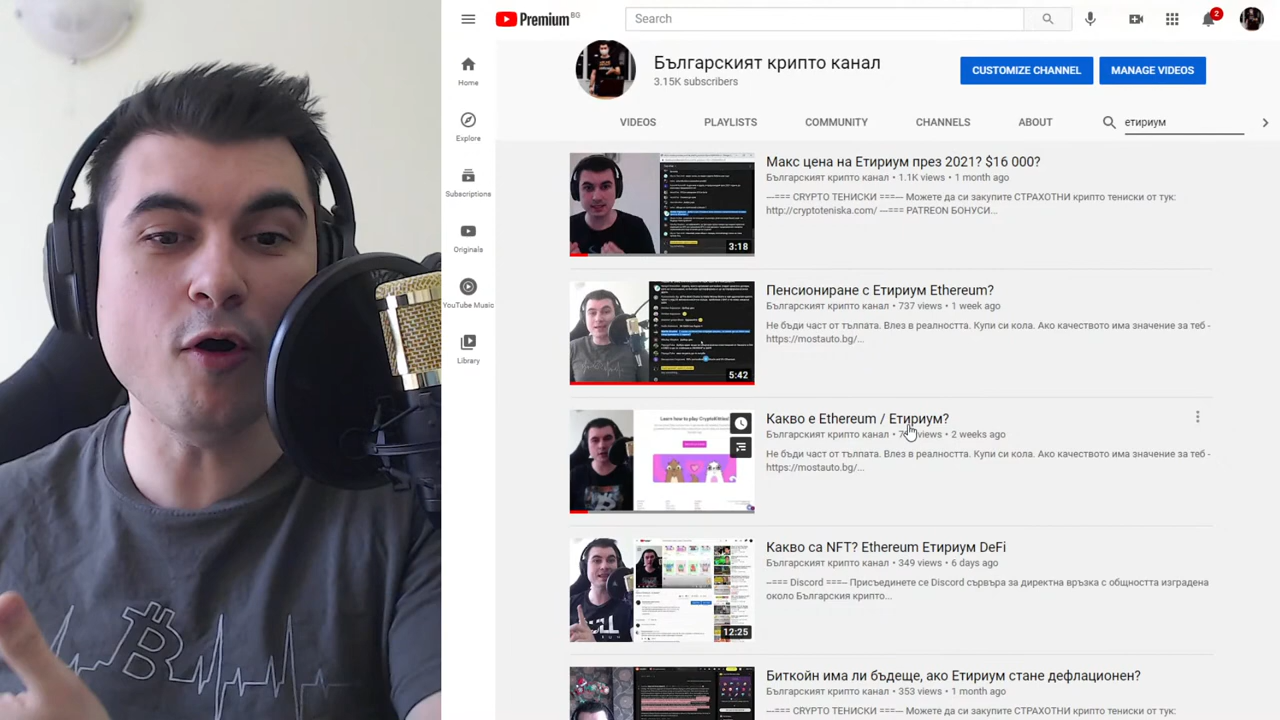 Premium BG
Search
2
Home
Explore
Subscriptions
Originals
YouTube Music
Library
Българският крипто канал
3.15K subscribers
CUSTOMIZE CHANNEL
MANAGE VIDEOS
VIDEOS
PLAYLISTS
COMMUNITY
CHANNELS
ABOUT
етириум
Макс цена на Етириум през 2021? $16 000?
Българският крипто канал • 1.1K views • 1 month ago
--=== CRYPTO ТЕНИСКИ ===-- Можете да си закупите СТРАХОТНИ крипто тениски от тук:
.../cryptoteniski --=== PATREON БОНУСИ...
3:18
Пенсиониране с Етириум Ethereum?
Българският крипто канал • views • 1 week ago
Не бъди част от тълпата. Влез в реалността. Купи си кола. Ако качеството има значение за теб -
https://mostauto.bg/...
5:42
Learn how to play CryptoKitties!
Какво е Ethereum / Етириум?
Българският крипто канал • views • 2 weeks ago
Не бъди част от тълпата. Влез в реалността. Купи си кола. Ако качеството има значение за теб -
https://mostauto.bg/...
Какво са NFT? Ethereum Етириум DeFi
Българският крипто канал • 349 views • 6 days ago
--=== Discord ===-- Присъединете се Discord сървъра за директна връзка с общността изградена
около Българския крипто...
12:25
Биткойн има ли бъдеще, ако Етириум стане дефлационен?
Българският крипто канал • 353 views • 1 month ago
--=== CRYPTO ТЕНИСКИ ===-- Можете да си закупите СТРАХОТНИ крипто тениски от тук: